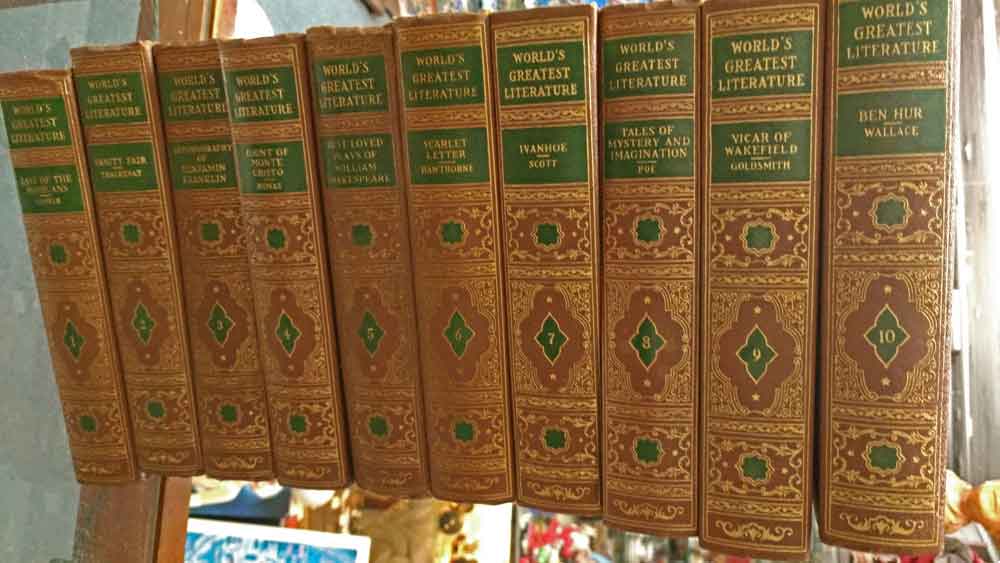 WORLD'S
GREATEST
LITERATURE
LAST OF THE
MOHICANS
COOPER
1
WORLD'S
GREATEST
LITERATURE
VANITY FAIR
THACKERAY
2
WORLD'S
GREATEST
LITERATURE
AUTOBIOGRAPHY
OF
BENJAMIN
FRANKLIN
3
WORLD'S
GREATEST
LITERATURE
COUNT OF
MONTE
CRISTO
DUMAS
4
WORLD'S
GREATEST
LITERATURE
BEST LOVED
PLAYS OF
WILLIAM
SHAKESPEARE
5
WORLD'S
GREATEST
LITERATURE
SCARLET
LETTER
HAWTHORNE
6
WORLD'S
GREATEST
LITERATURE
IVANHOE
SCOTT
7
WORLD'S
GREATEST
LITERATURE
TALES OF
MYSTERY AND
IMAGINATION
POE
8
WORLD'S
GREATEST
LITERATURE
VICAR OF
WAKEFIELD
GOLDSMITH
9
WORLD'S
GREATEST
LITERATURE
BEN HUR
WALLACE
10